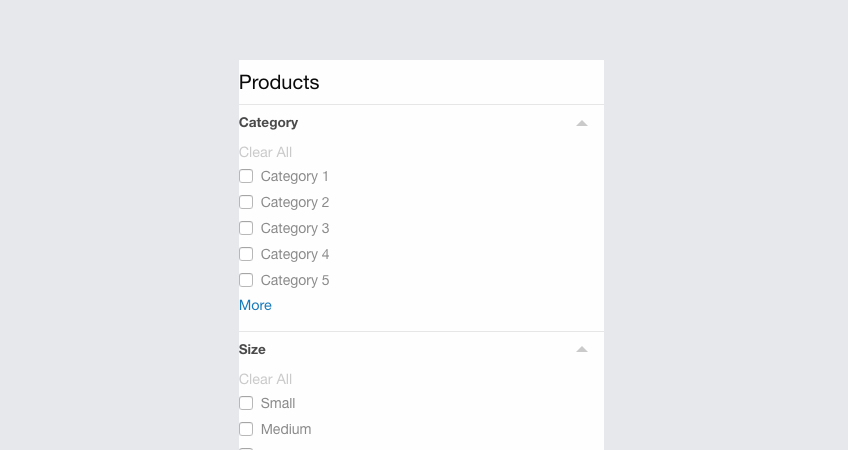 Products
Category
Clear All
Category 1
Category 2
Category 3
Category 4
Category 5
More
Size
Clear All
Small
Medium